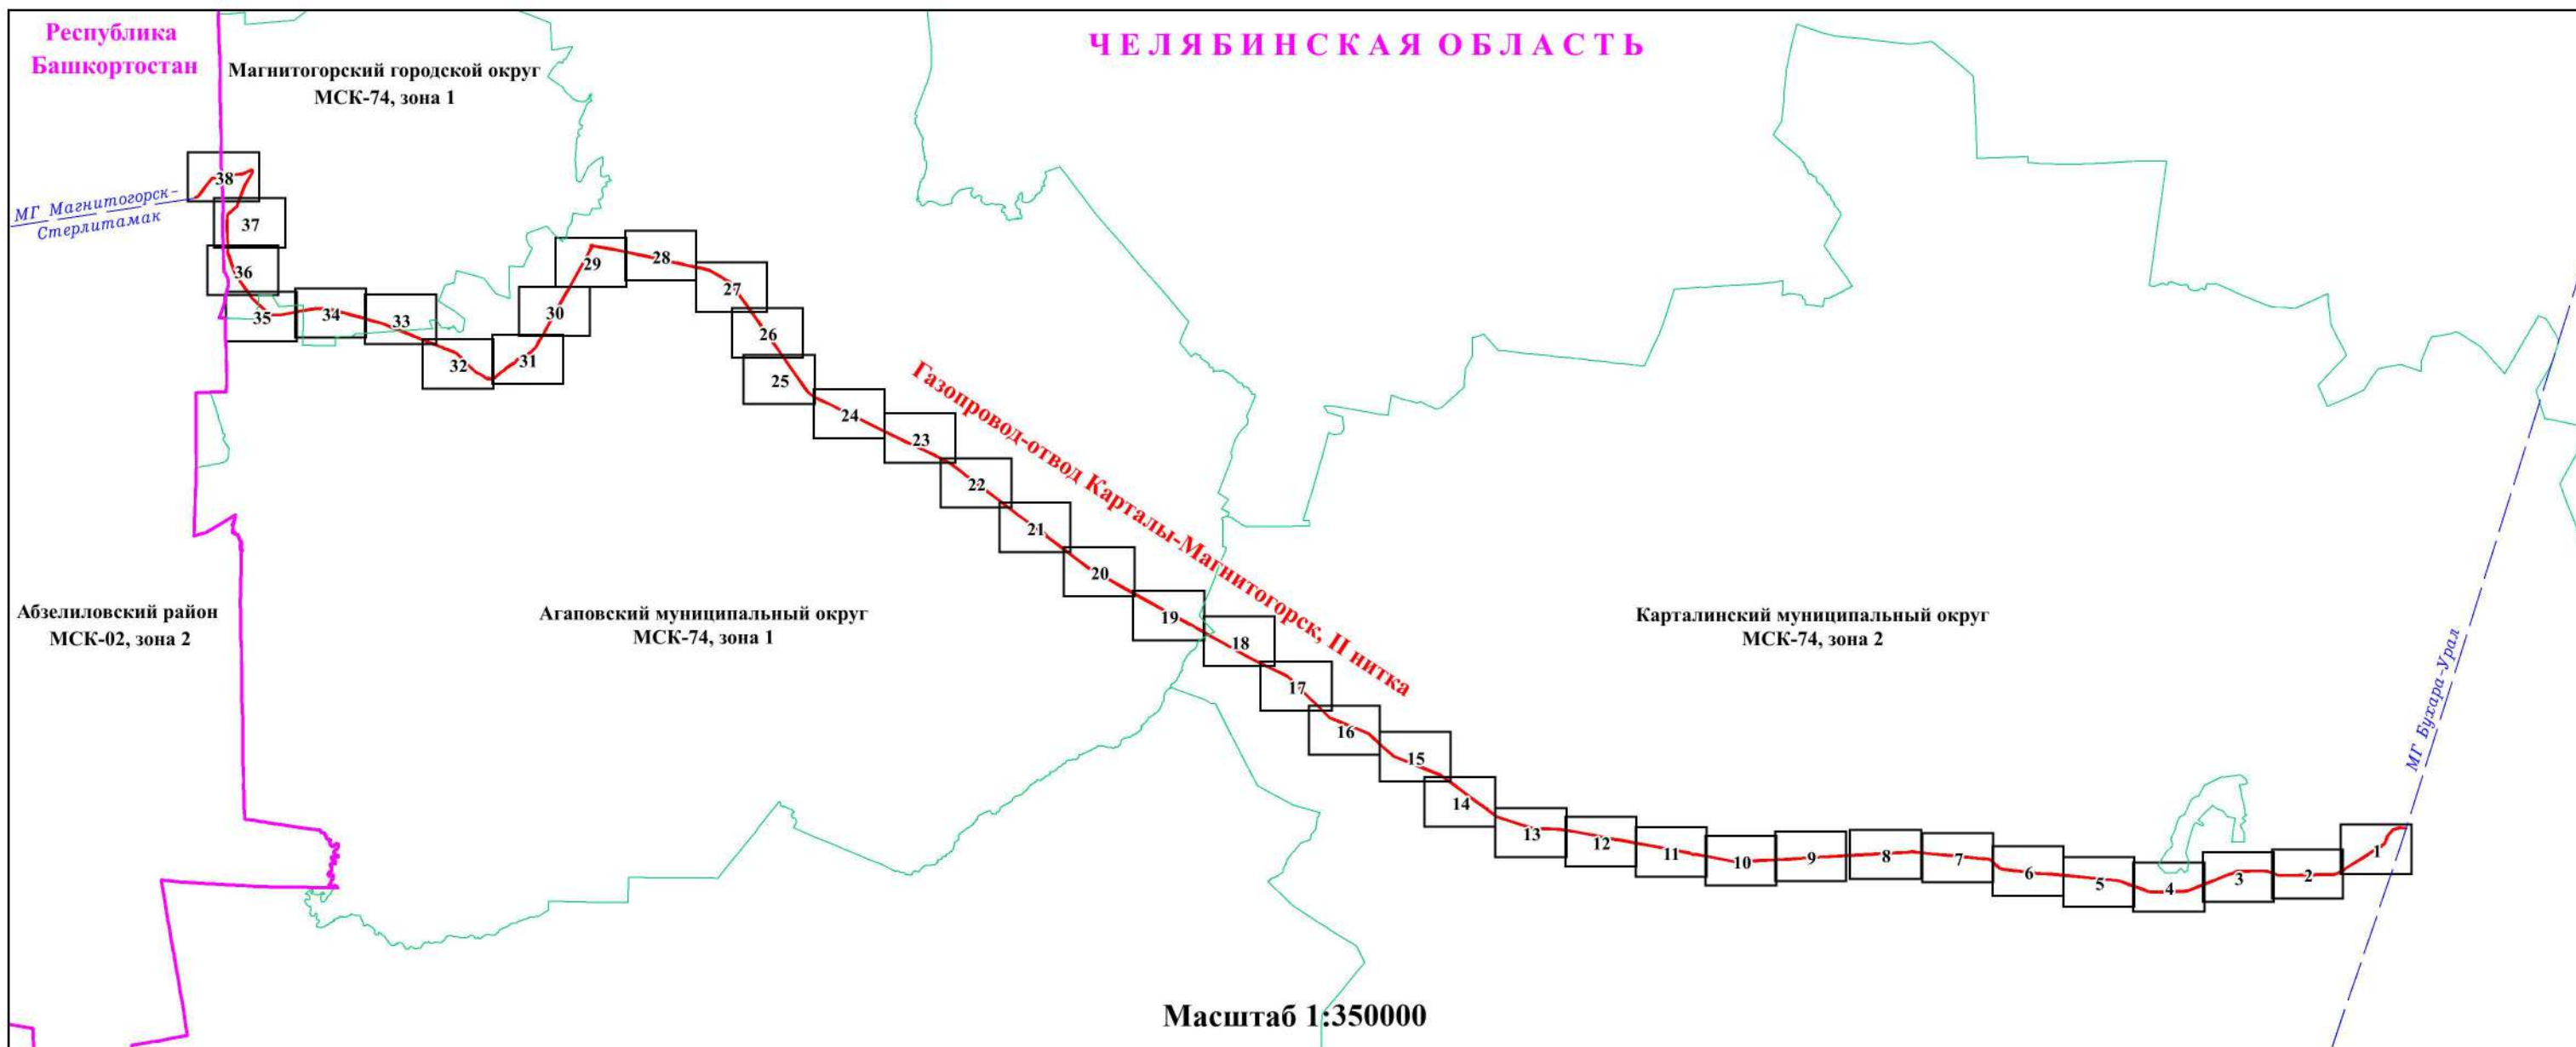 Республика
Башкортостан
ЧЕЛЯБИНСКАЯ ОБЛАСТЬ
Магнитогорский городской округ
МСК-74, зона 1
МГ Магнитогорск-
Стерлитамак
38
37
36
35
34
33
32
31
30
29
28
27
26
25
24
23
22
21
20
19
18
17
16
15
14
13
12
11
10
9
8
7
6
5
4
3
2
1
Газопровод-отвод Карталы-Магнитогорск, II нитка
Абзелиловский район
МСК-02, зона 2
Агаповский муниципальный округ
МСК-74, зона 1
Карталинский муниципальный округ
МСК-74, зона 2
МГ Бухара-Урал
Масштаб 1:350000